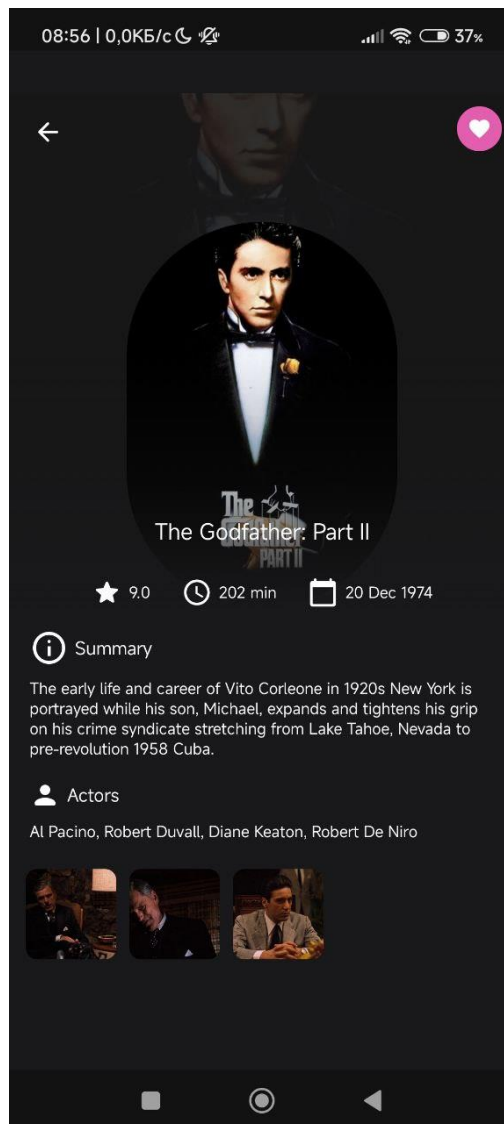 08:56 | 0,0КБ/с 37%
The
Godfather
PART II
The Godfather: Part II
9.0 202 min 20 Dec 1974
Summary
The early life and career of Vito Corleone in 1920s New York is
portrayed while his son, Michael, expands and tightens his grip
on his crime syndicate stretching from Lake Tahoe, Nevada to
pre-revolution 1958 Cuba.
Actors
Al Pacino, Robert Duvall, Diane Keaton, Robert De Niro